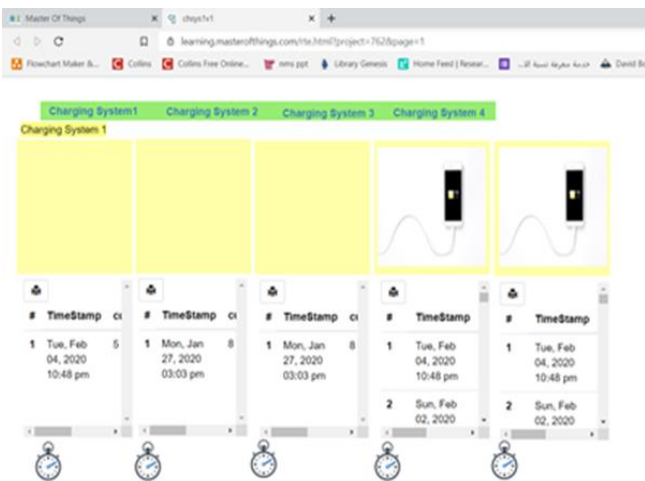 Master Of Things
chsys1v1
learning.masterofthings.com/rte.html?project=762&page=1
Flowchart Maker &...
Collins
Collins Free Online...
nms ppt
Library Genesis
Home Feed | Resear...
David Bo
Charging System1 Charging System 2 Charging System 3 Charging System 4
Charging System 1
# TimeStamp # TimeStamp # TimeStamp # TimeStamp # TimeStamp
1 Tue, Feb 5 1 Mon, Jan 8 1 Mon, Jan 8 1 Tue, Feb 1 Tue, Feb
04, 2020 27, 2020 27, 2020 04, 2020 04, 2020
10:48 pm 03:03 pm 03:03 pm 10:48 pm 10:48 pm
2 Sun, Feb 2 Sun, Feb
02, 2020 02, 2020